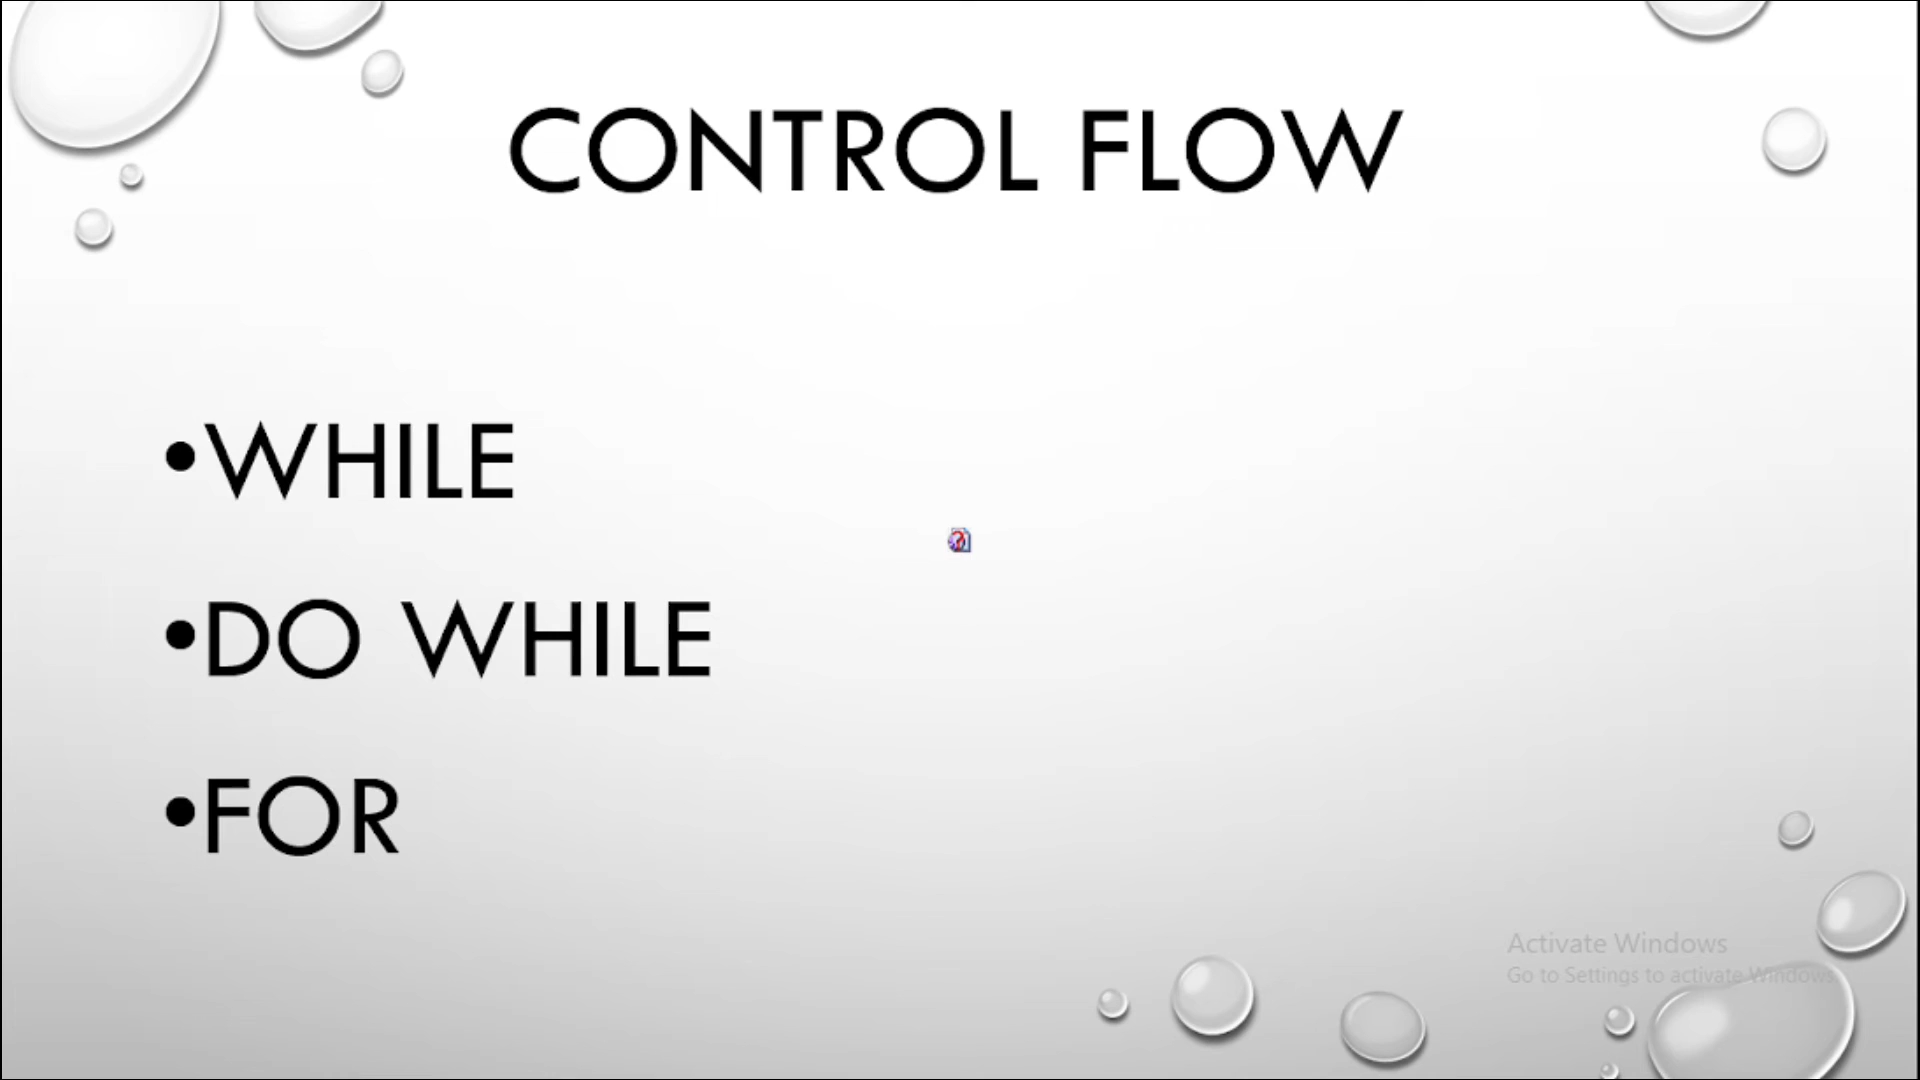 CONTROL FLOW
•WHILE
•DO WHILE
•FOR
Activate Windows
Go to Settings to activate Windows.